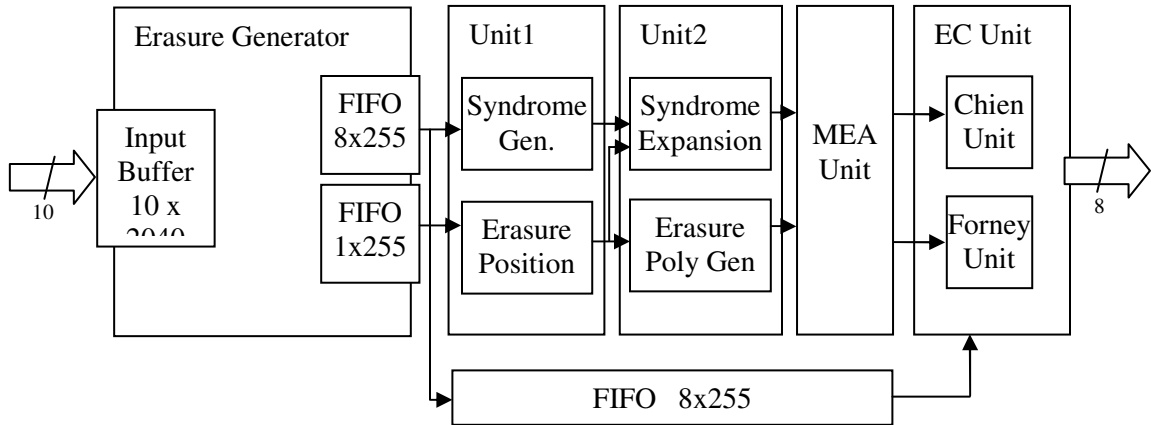 Erasure Generator
Unit1
Unit2
EC Unit
FIFO
8x255
Syndrome
Gen.
Syndrome
Expansion
MEA
Unit
Chien
Unit
Input
Buffer
10 x
10
8
FIFO
1x255
Erasure
Position
Erasure
Poly Gen
Forney
Unit
FIFO 8x255